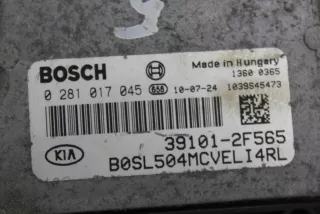 BOSCH
Made in Hungary
1360 0365
0 281 017 045
10-07-24
1039S45473
39101-2F565
KIA
B0SL504MCVELI4RL